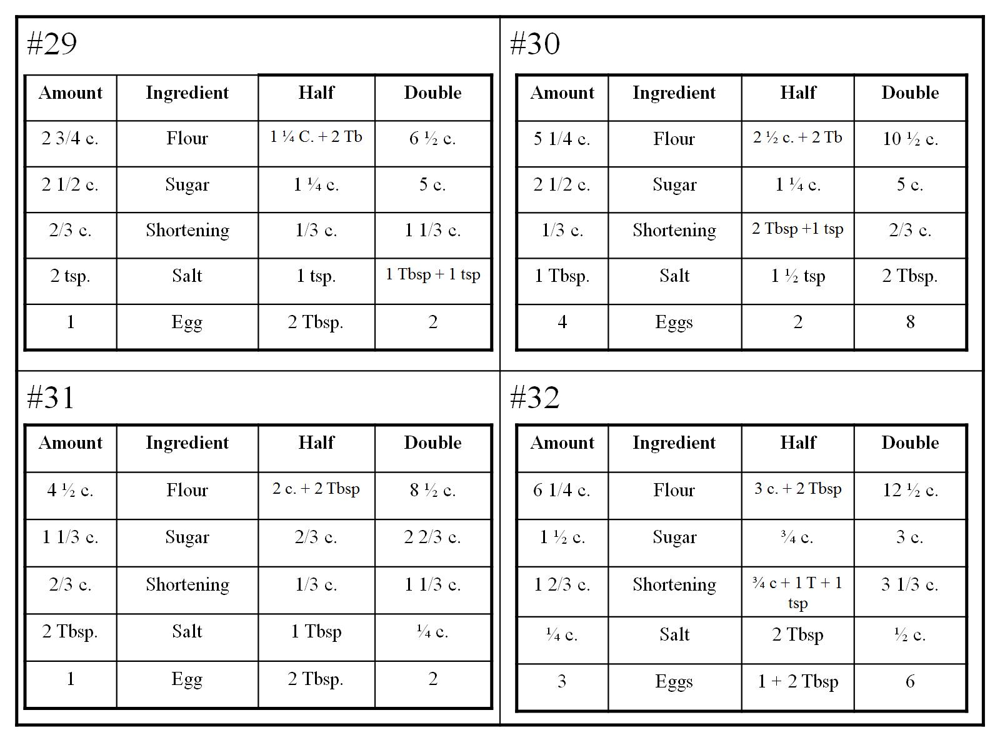 #29
Amount Ingredient Half Double
2 3/4 c. Flour 1 ¼ C. + 2 Tb 6 ½ c.
2 1/2 c. Sugar 1 ¼ c. 5 c.
2/3 c. Shortening 1/3 c. 1 1/3 c.
2 tsp. Salt 1 tsp. 1 Tbsp + 1 tsp
1 Egg 2 Tbsp. 2
#30
Amount Ingredient Half Double
5 1/4 c. Flour 2 ½ c. + 2 Tb 10 ½ c.
2 1/2 c. Sugar 1 ¼ c. 5 c.
1/3 c. Shortening 2 Tbsp +1 tsp 2/3 c.
1 Tbsp. Salt 1 ½ tsp 2 Tbsp.
4 Eggs 2 8
#31
Amount Ingredient Half Double
4 ½ c. Flour 2 c. + 2 Tbsp 8 ½ c.
1 1/3 c. Sugar 2/3 c. 2 2/3 c.
2/3 c. Shortening 1/3 c. 1 1/3 c.
2 Tbsp. Salt 1 Tbsp ¼ c.
1 Egg 2 Tbsp. 2
#32
Amount Ingredient Half Double
6 1/4 c. Flour 3 c. + 2 Tbsp 12 ½ c.
1 ½ c. Sugar ¾ c. 3 c.
1 2/3 c. Shortening ¾ c + 1 T + 1 3 1/3 c.
tsp
¼ c. Salt 2 Tbsp ½ c.
3 Eggs 1 + 2 Tbsp 6